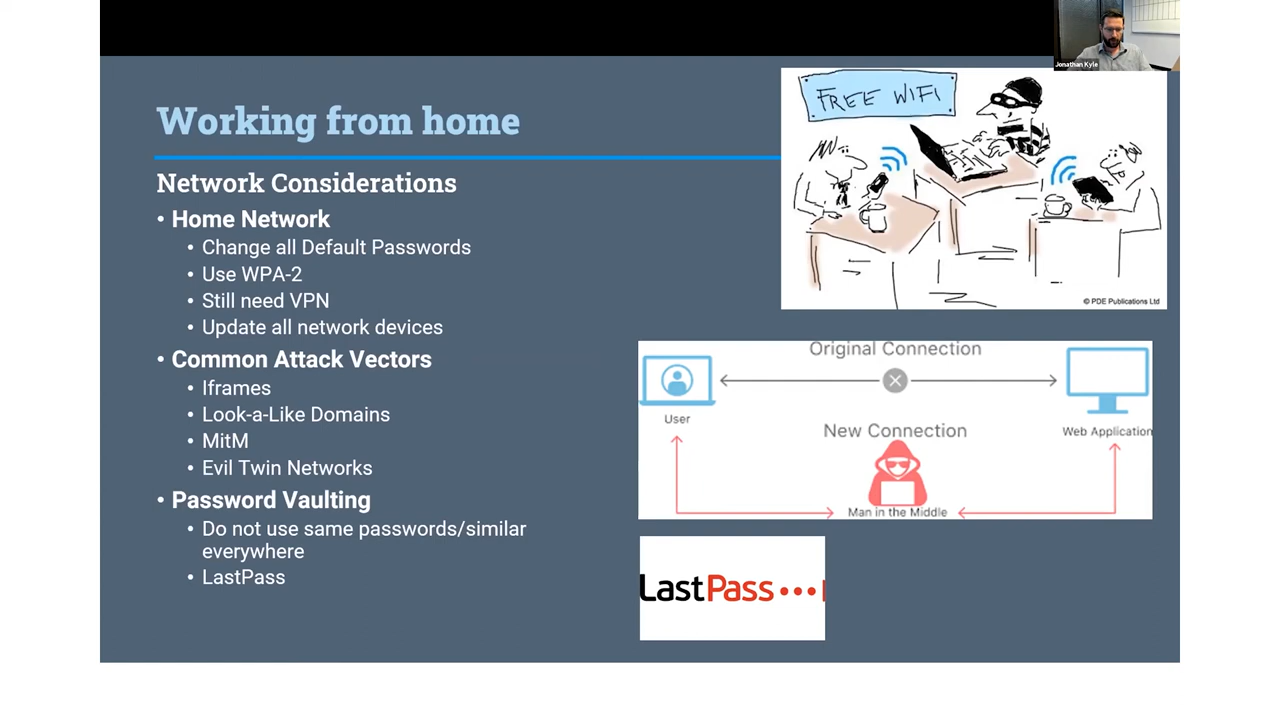 Jonathan Kyle
Working from home
Network Considerations
• Home Network
• Change all Default Passwords
• Use WPA-2
• Still need VPN
• Update all network devices
• Common Attack Vectors
• Iframes
• Look-a-Like Domains
• MitM
• Evil Twin Networks
• Password Vaulting
• Do not use same passwords/similar
everywhere
• LastPass
FREE WIFI
© PDE Publications Ltd
Original Connection
User
Web Application
New Connection
Man in the Middle
LastPass